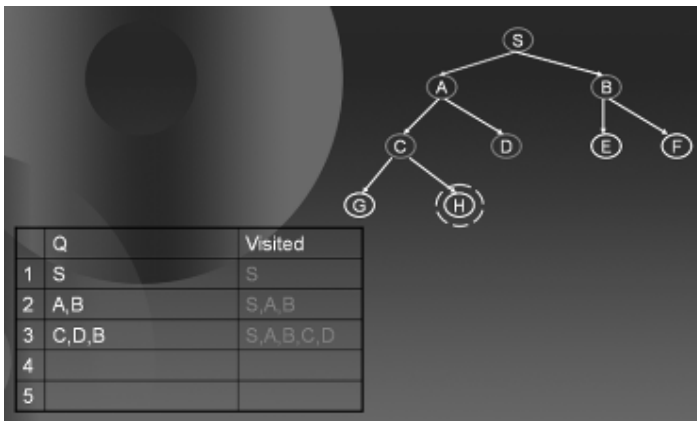 S
A
B
C
D
E
F
G
H
Q Visited
1 S S
2 A,B S,A,B
3 C,D,B S,A,B,C,D
4
5